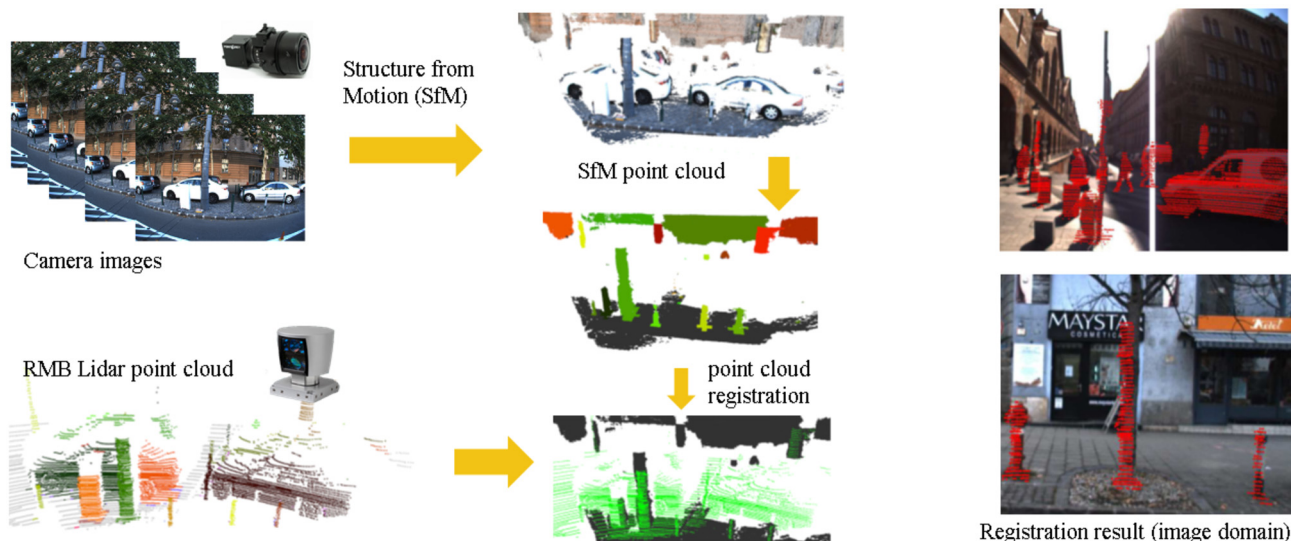 Structure from
Motion (SfM)
SfM point cloud
Camera images
RMB Lidar point cloud
point cloud
registration
MAYSTAR
COSMETICA
Registration result (image domain)